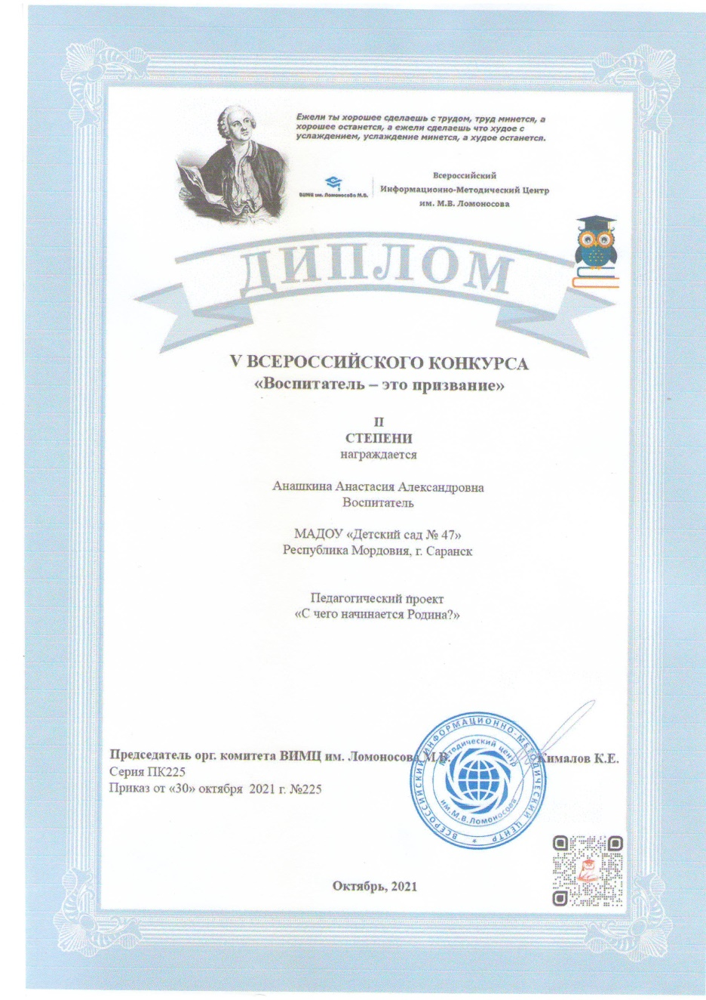 Ежели ты хорошее сделаешь с трудом, труд минется, а
хорошее останется, а ежели сделаешь что худое с
услаждением, услаждение минется, а худое останется.
ВИМЦ им. Ломоносова М.В.
Всероссийский
Информационно-Методический Центр
им. М.В. Ломоносова
ДИПЛОМ
V ВСЕРОССИЙСКОГО КОНКУРСА
«Воспитатель – это призвание»
II
СТЕПЕНИ
награждается
Анашкина Анастасия Александровна
Воспитатель
МАДОУ «Детский сад № 47»
Республика Мордовия, г. Саранск
Педагогический проект
«С чего начинается Родина?»
Председатель орг. комитета ВИМЦ им. Ломоносова М.В. Кималов К.Е.
Серия ПК225
Приказ от «30» октября 2021 г. №225
ВСЕРОССИЙСКИЙ ИНФОРМАЦИОННО-МЕТОДИЧЕСКИЙ ЦЕНТР
Методический центр
им.М.В.Ломоносова
Октябрь, 2021